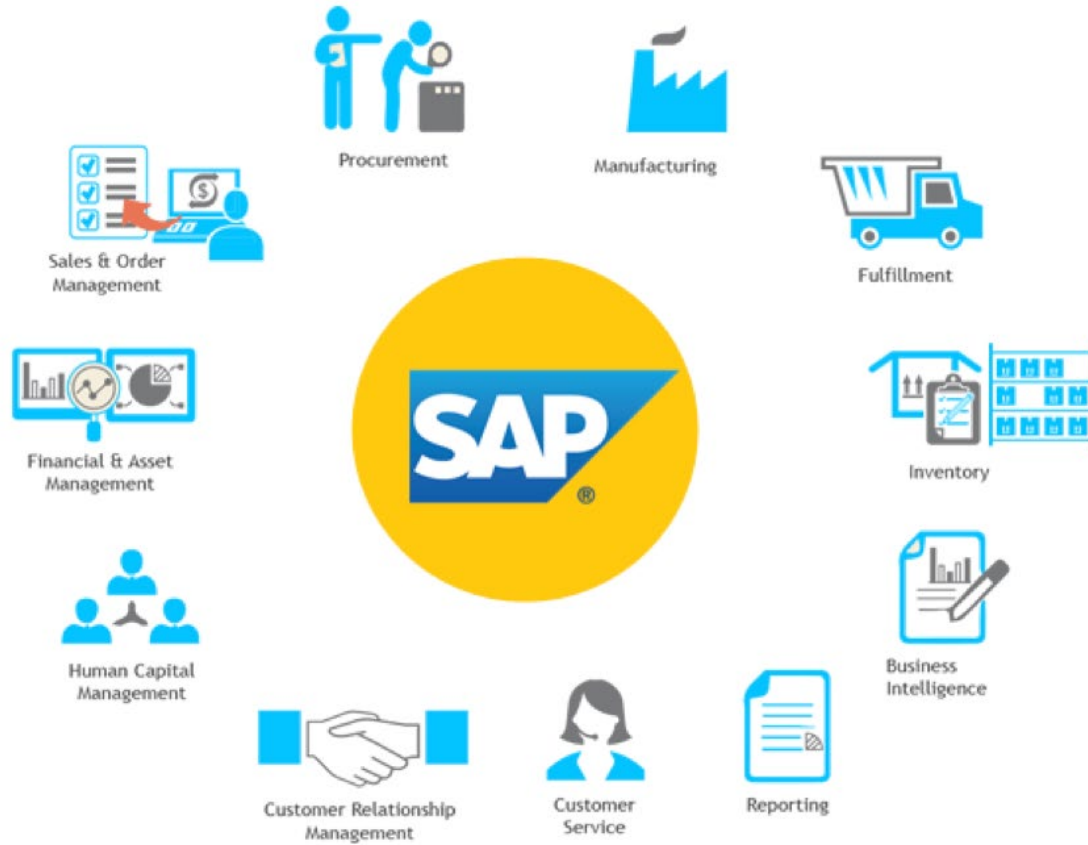 Procurement
Manufacturing
Sales & Order
Management
Fulfillment
SAP
®
Financial & Asset
Management
Inventory
Human Capital
Management
Business
Intelligence
Customer Relationship
Management
Customer
Service
Reporting